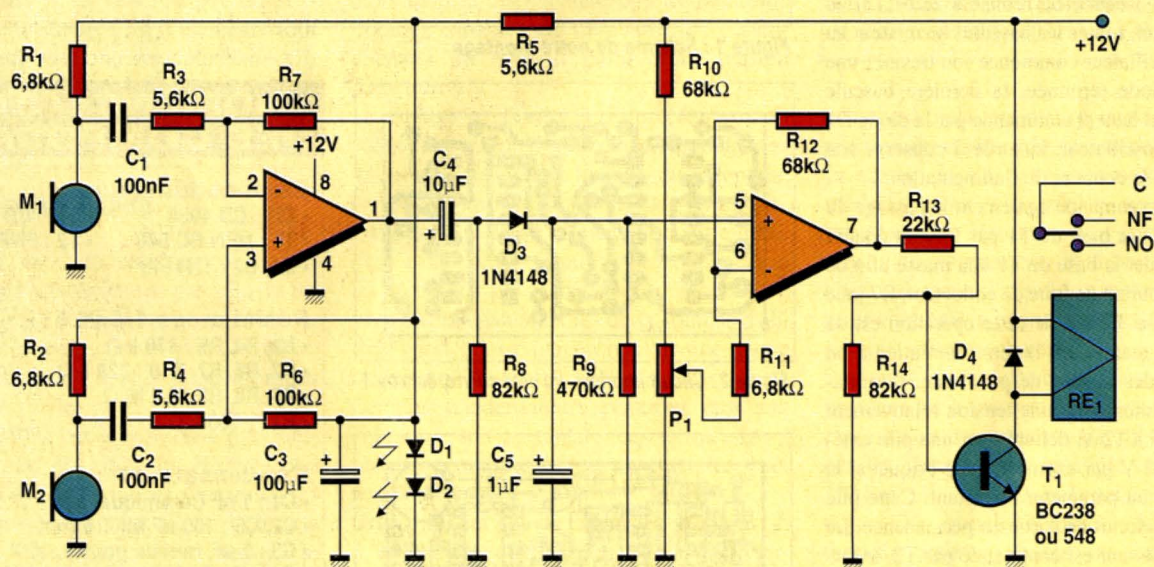 R5
5,6kΩ
+12V
R1
6,8kΩ
R3
5,6kΩ
R7
100kΩ
R10
68kΩ
+12V
R12
68kΩ
C1
100nF
C4
10µF
2
-
8
1
+
3
4
M1
+
D3
1N4148
5
+
6
-
7
R13
22kΩ
C
NF
NO
R2
6,8kΩ
R4
5,6kΩ
R6
100kΩ
R8
82kΩ
R9
470kΩ
R11
6,8kΩ
R14
82kΩ
D4
1N4148
RE1
P1
C2
100nF
C3
100µF
+
D1
D2
C5
1µF
+
M2
T1
BC238
ou 548